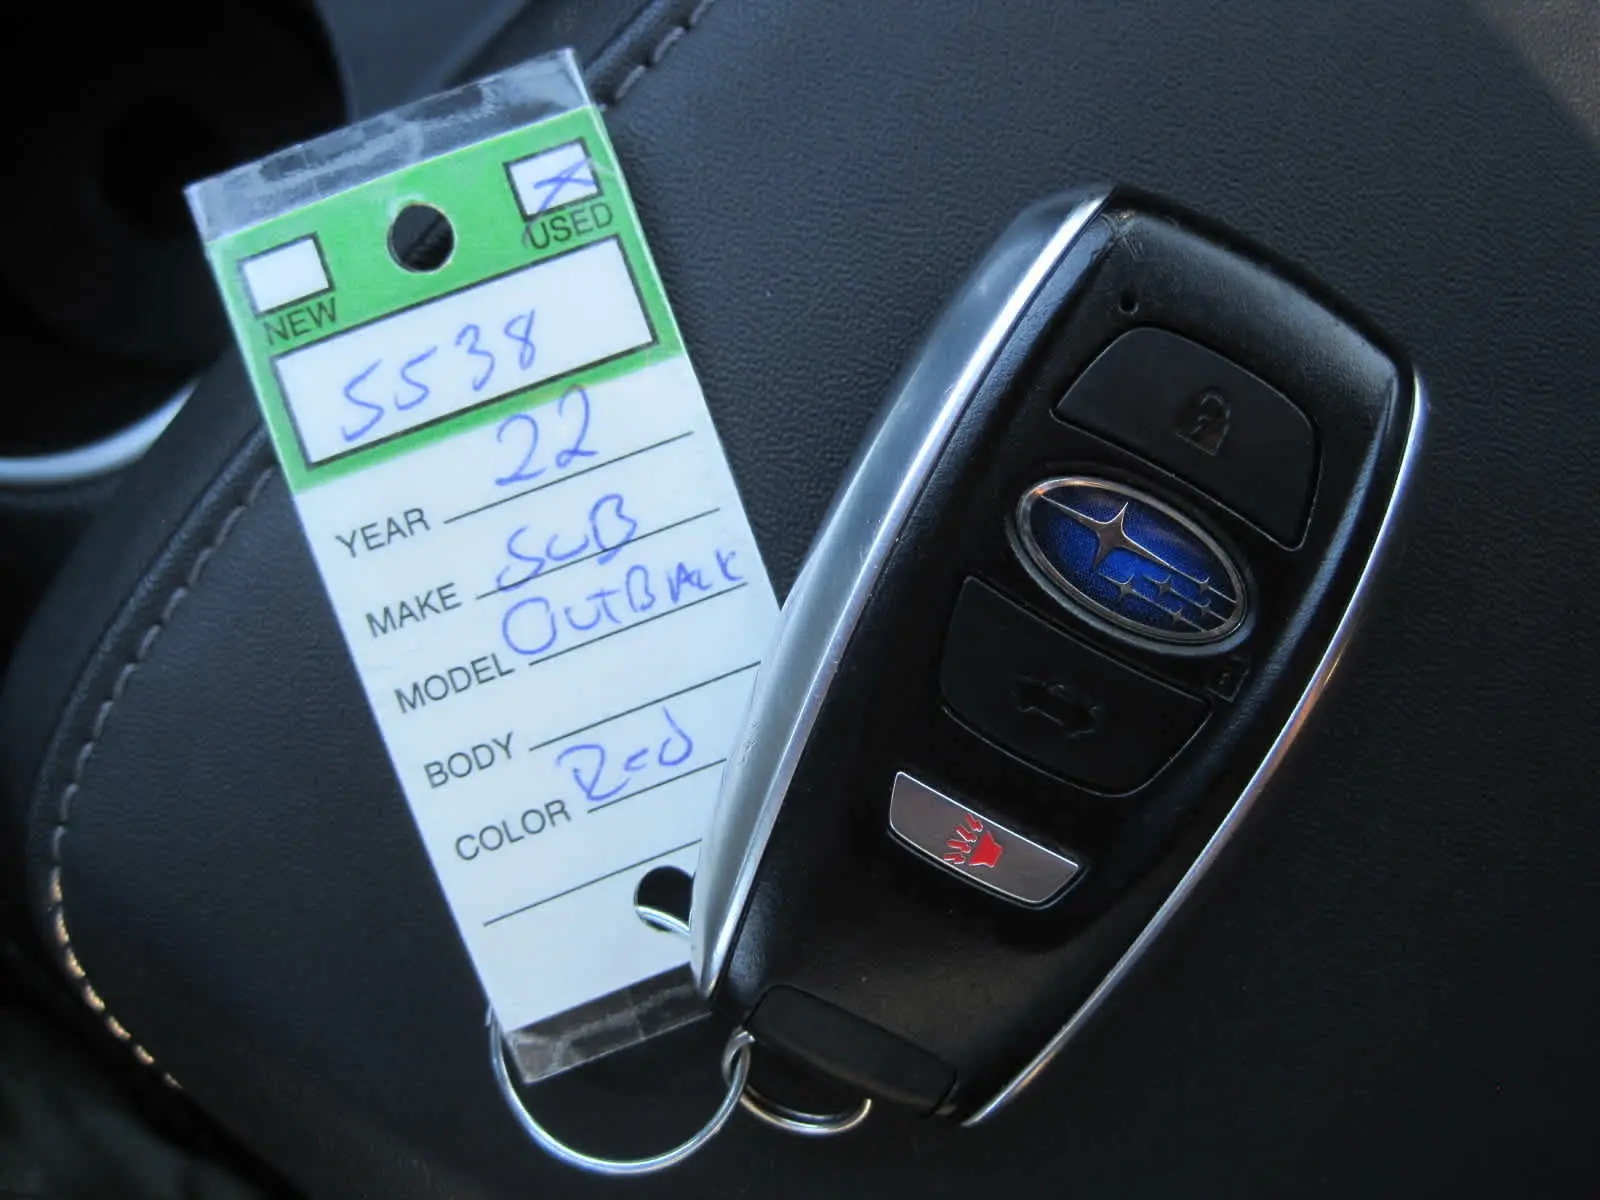 NEW X USED
5538
YEAR 22
MAKE SUB
MODEL OUTBACK
BODY
COLOR Red